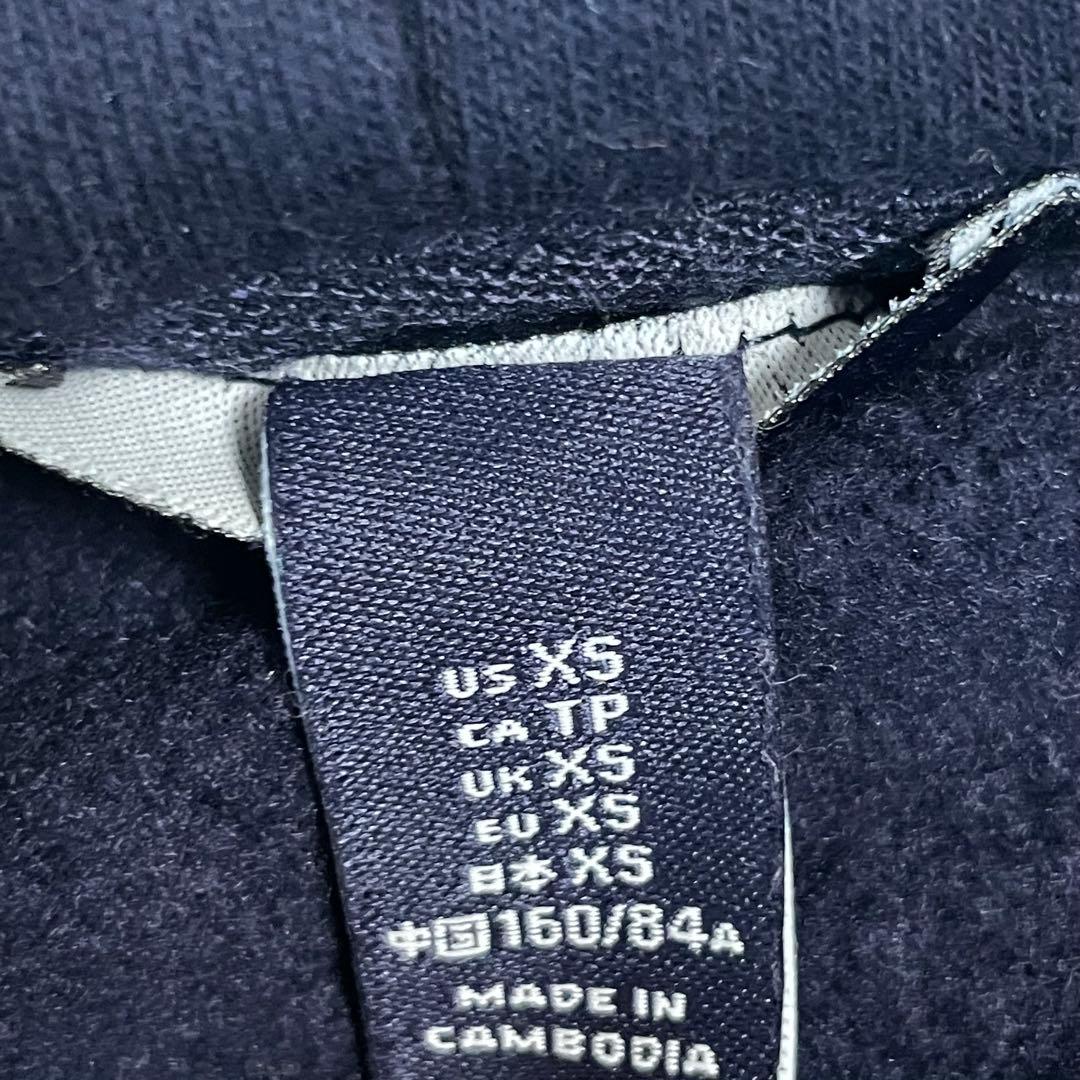 US XS
CA TP
UK XS
EU XS
日本 XS
中国 160/84A
MADE IN
CAMBODIA